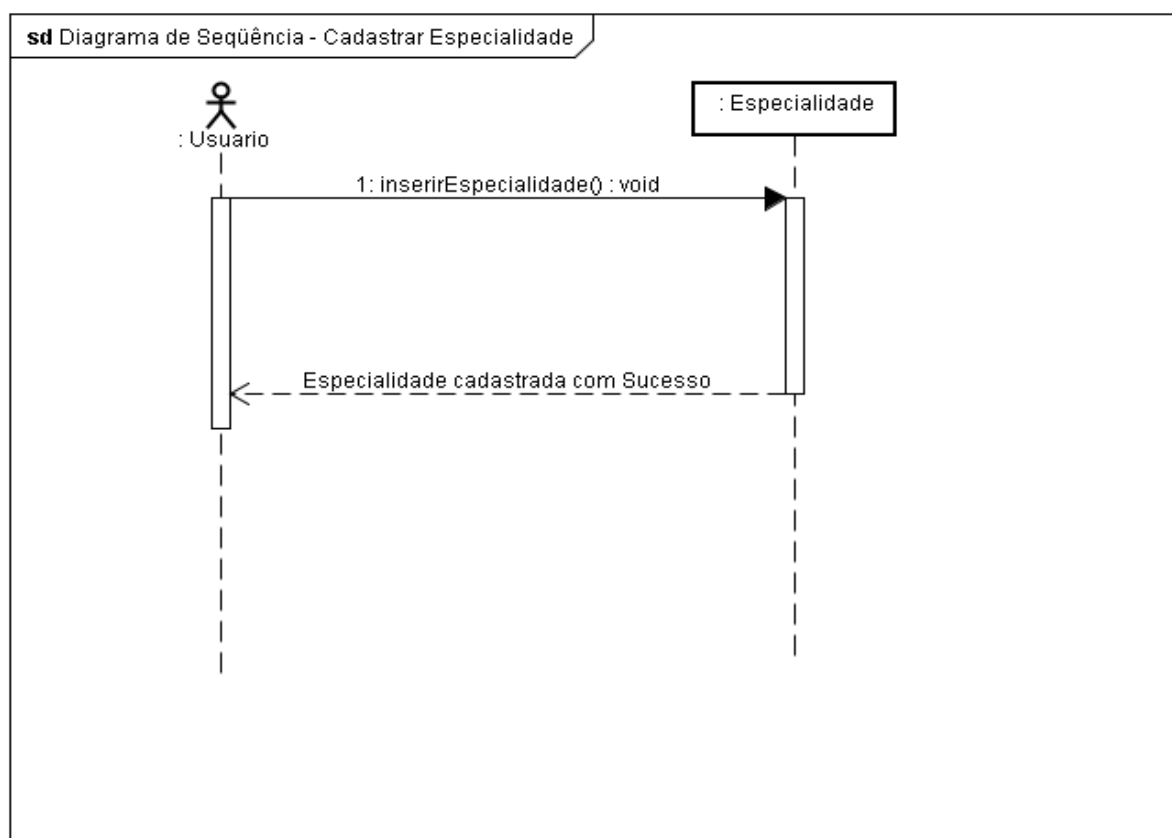 sd Diagrama de Seqüência - Cadastrar Especialidade
: Usuario
: Especialidade
1: inserirEspecialidade() : void
Especialidade cadastrada com Sucesso